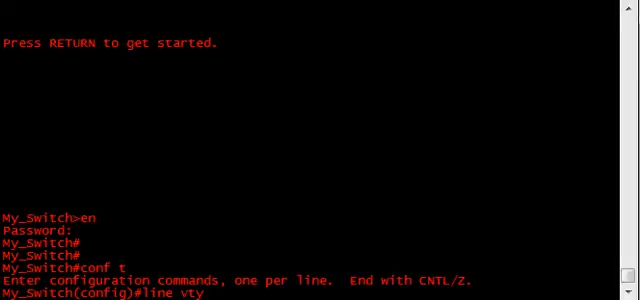 Press RETURN to get started.
My_Switch>en
Password:
My_Switch#
My_Switch#
My_Switch#conf t
Enter configuration commands, one per line.  End with CNTL/Z.
My_Switch(config)#line vty